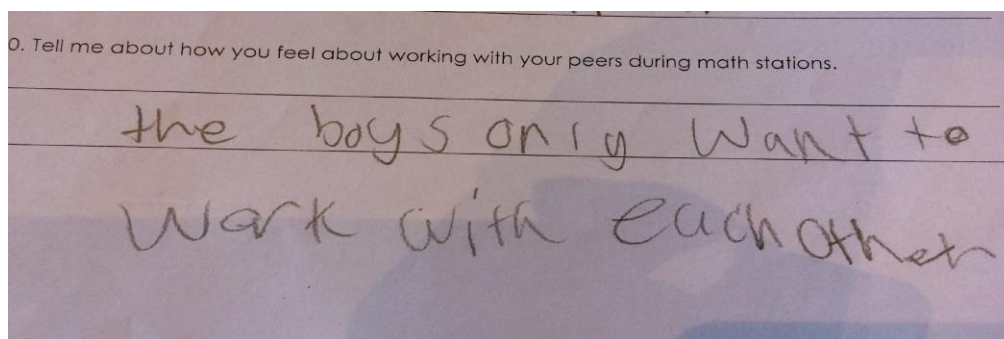 0. Tell me about how you feel about working with your peers during math stations.
the boys only want to
work with each other